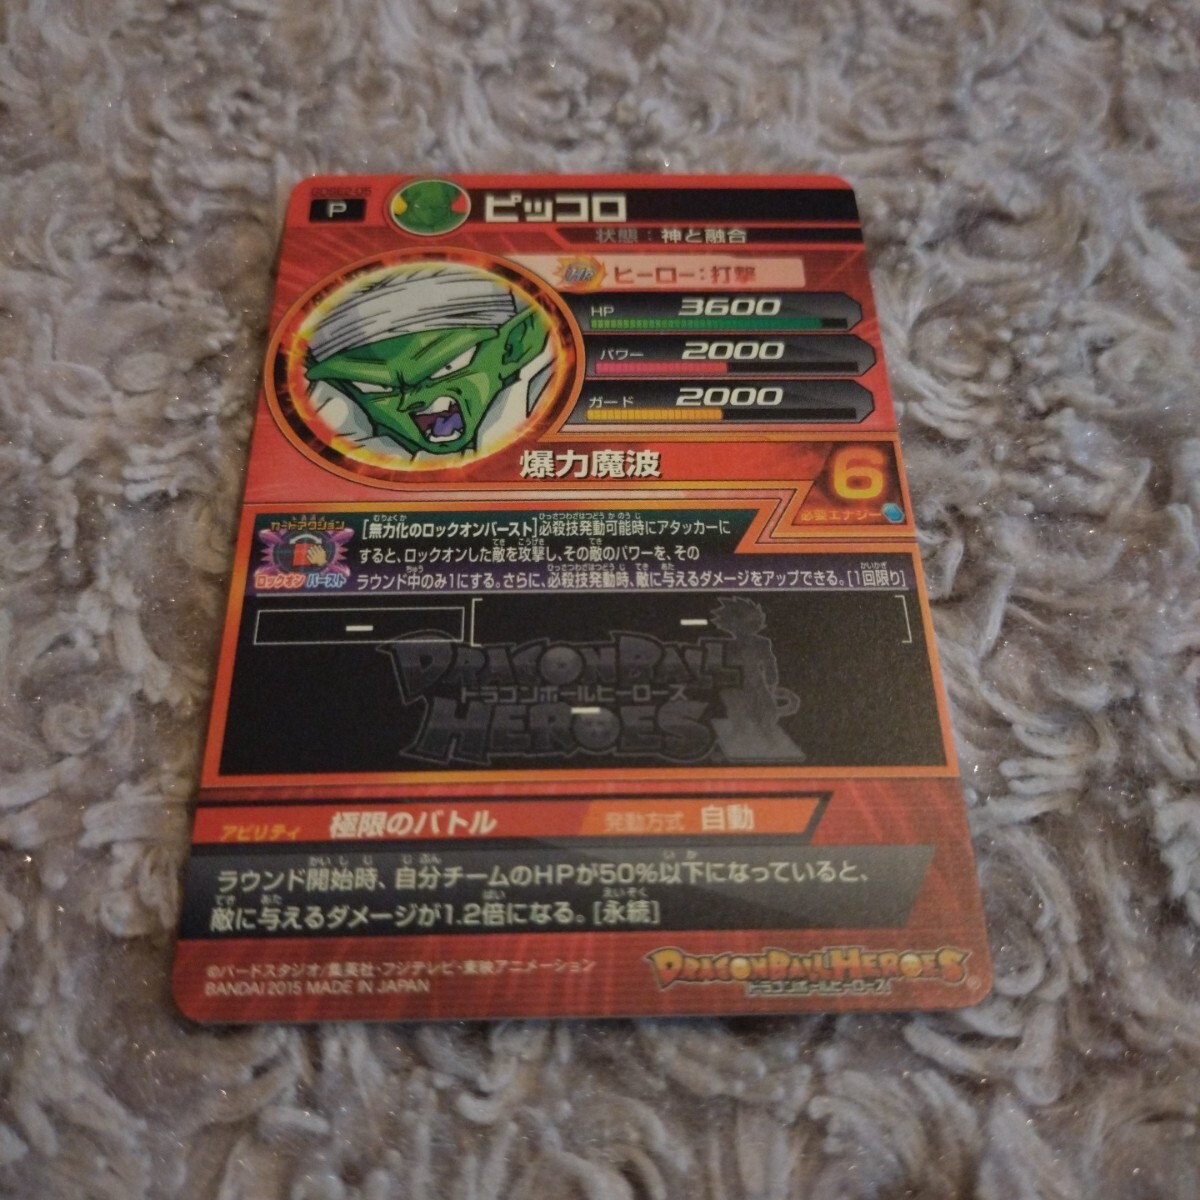 GDSE2-05
P
ピッコロ
状態：神と融合
ヒーロー：打撃
HP 3600
パワー 2000
ガード 2000
爆力魔波
6
必要エナジー
カードアクション
ロックオン バースト
[無力化のロックオンバースト]必殺技発動可能時にアタッカーに
すると、ロックオンした敵を攻撃し、その敵のパワーを、その
ラウンド中のみ1にする。さらに、必殺技発動時、敵に与えるダメージをアップできる。[1回限り]
ー
ー
DRAGONBALL
ドラゴンボールヒーローズ
ー
HEROES
アビリティ 極限のバトル 発動方式 自動
ラウンド開始時、自分チームのHPが50%以下になっていると、
敵に与えるダメージが1.2倍になる。[永続]
©バードスタジオ/集英社・フジテレビ・東映アニメーション
BANDAI 2015 MADE IN JAPAN
DRAGONBALL HEROES
ドラゴンボールヒーローズ